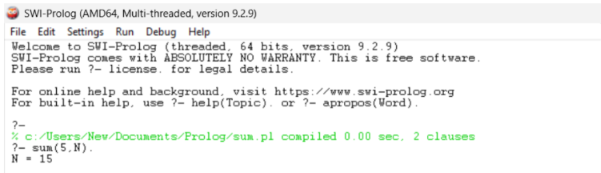 SWI-Prolog (AMD64, Multi-threaded, version 9.2.9)
File Edit Settings Run Debug Help
Welcome to SWI-Prolog (threaded, 64 bits, version 9.2.9)
SWI-Prolog comes with ABSOLUTELY NO WARRANTY. This is free software.
Please run ?- license. for legal details.
For online help and background, visit https://www.swi-prolog.org
For built-in help, use ?- help(Topic). or ?- apropos(Word).
?-
% c:/Users/New/Documents/Prolog/sum.pl compiled 0.00 sec, 2 clauses
?- sum(5,N).
N = 15